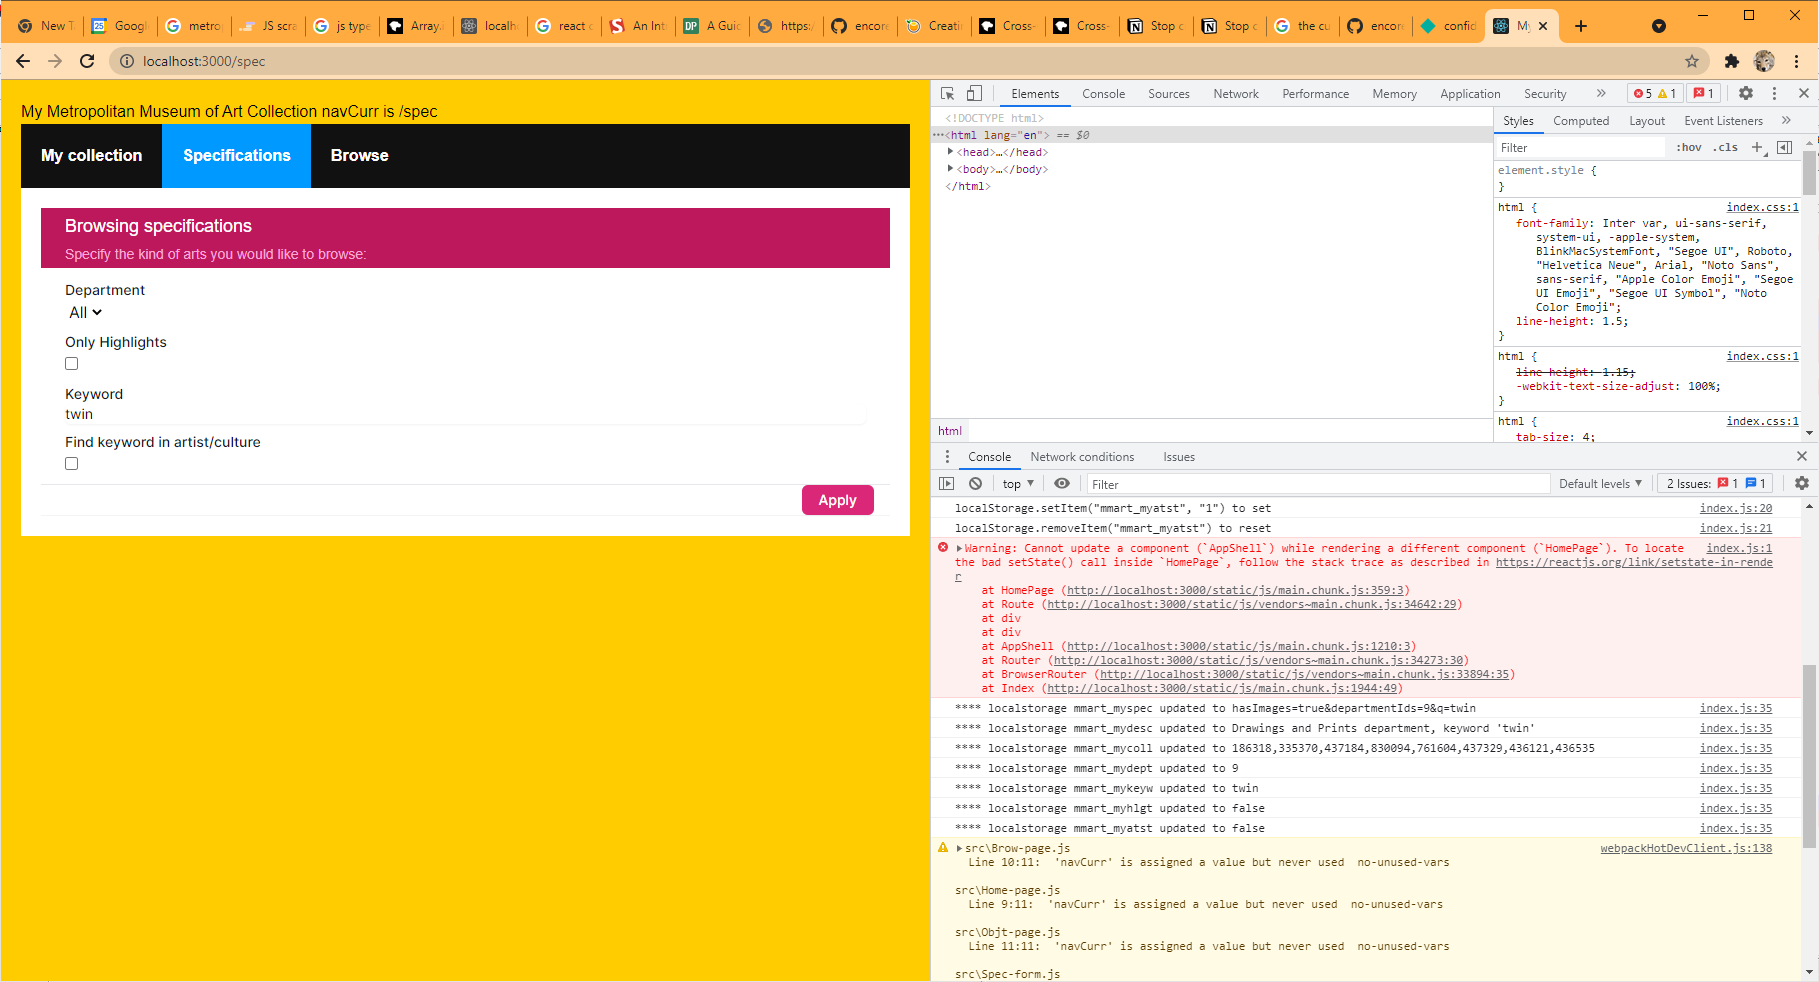 New T
Google
metro
JS scra
js type
Array.
localh
react c
An Int
A Guid
https:/
encore
Creatin
Cross-
Cross-
Stop c
Stop c
the cu
encore
confid
My
localhost:3000/spec
My Metropolitan Museum of Art Collection navCurr is /spec
My collection Specifications Browse
Browsing specifications
Specify the kind of arts you would like to browse:
Department
All
Only Highlights
Keyword
twin
Find keyword in artist/culture
Apply
Elements Console Sources Network Performance Memory Application Security » 5 1 1
<!DOCTYPE html>
···<html lang="en"> == $0
<head>…</head>
<body>…</body>
</html>
html
Styles Computed Layout Event Listeners »
Filter :hov .cls +
element.style {
}
html { index.css:1
font-family: Inter var, ui-sans-serif,
system-ui, -apple-system,
BlinkMacSystemFont, "Segoe UI", Roboto,
"Helvetica Neue", Arial, "Noto Sans",
sans-serif, "Apple Color Emoji", "Segoe
UI Emoji", "Segoe UI Symbol", "Noto
Color Emoji";
line-height: 1.5;
}
html { index.css:1
line-height: 1.15;
-webkit-text-size-adjust: 100%;
}
html { index.css:1
tab-size: 4;
Console Network conditions Issues
top Filter Default levels 2 Issues: 1 1
localStorage.setItem("mmart_myatst", "1") to set index.js:20
localStorage.removeItem("mmart_myatst") to reset index.js:21
Warning: Cannot update a component (`AppShell`) while rendering a different component (`HomePage`). To locate index.js:1
the bad setState() call inside `HomePage`, follow the stack trace as described in https://reactjs.org/link/setstate-in-rende
r
at HomePage (http://localhost:3000/static/js/main.chunk.js:359:3)
at Route (http://localhost:3000/static/js/vendors~main.chunk.js:34642:29)
at div
at div
at AppShell (http://localhost:3000/static/js/main.chunk.js:1210:3)
at Router (http://localhost:3000/static/js/vendors~main.chunk.js:34273:30)
at BrowserRouter (http://localhost:3000/static/js/vendors~main.chunk.js:33894:35)
at Index (http://localhost:3000/static/js/main.chunk.js:1944:49)
**** localstorage mmart_myspec updated to hasImages=true&departmentIds=9&q=twin index.js:35
**** localstorage mmart_mydesc updated to Drawings and Prints department, keyword 'twin' index.js:35
**** localstorage mmart_mycoll updated to 186318,335370,437184,830094,761604,437329,436121,436535 index.js:35
**** localstorage mmart_mydept updated to 9 index.js:35
**** localstorage mmart_mykeyw updated to twin index.js:35
**** localstorage mmart_myhlgt updated to false index.js:35
**** localstorage mmart_myatst updated to false index.js:35
src\Brow-page.js webpackHotDevClient.js:138
Line 10:11: 'navCurr' is assigned a value but never used no-unused-vars
src\Home-page.js
Line 9:11: 'navCurr' is assigned a value but never used no-unused-vars
src\Objt-page.js
Line 11:11: 'navCurr' is assigned a value but never used no-unused-vars
src\Spec-form.js